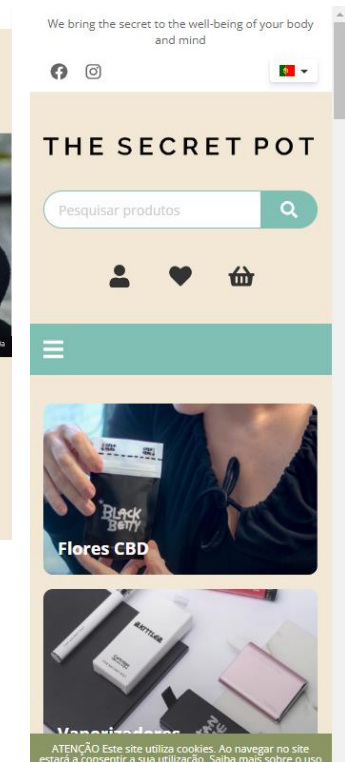 We bring the secret to the well-being of your body
and mind
THE SECRET POT
Pesquisar produtos
BLACK
BETTY
Flores CBD
Vaporizadores
ATENÇÃO Este site utiliza cookies. Ao navegar no site
estará a consentir a sua utilização. Saiba mais sobre o uso